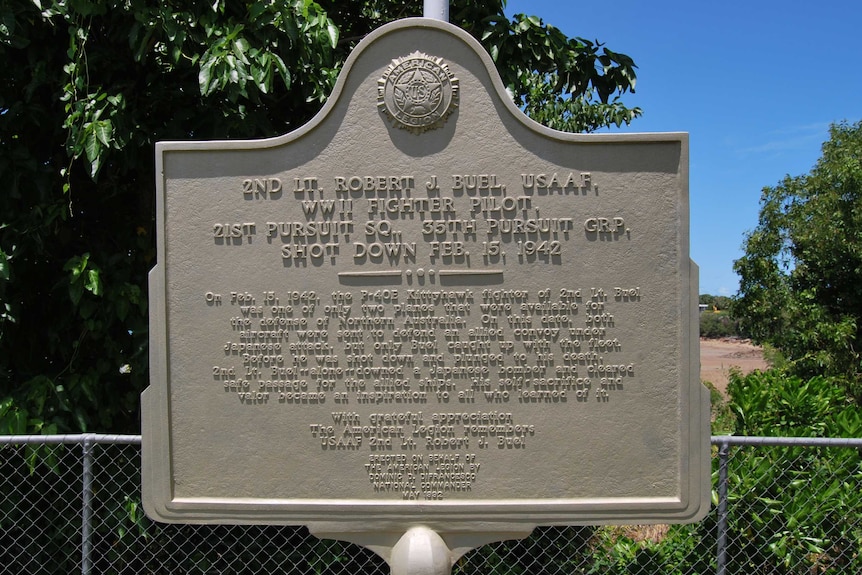 AMERICAN
US
LEGION
2ND LT. ROBERT J. BUEL, USAAF,
WWII FIGHTER PILOT,
21ST PURSUIT SQ., 35TH PURSUIT GRP.
SHOT DOWN FEB. 15, 1942
On Feb. 15, 1942, the P-40E Kittyhawk fighter of 2nd Lt. Buel
was one of only two planes that were available for
the defense of Northern Australia. On this date both
aircraft were sent to defend an allied convoy under
Japanese attack and only Buel caught up with the fleet.
Before he was shot down and plunged to his death,
2nd Lt. Buel alone downed a Japanese bomber and cleared
safe passage for the allied ships. His self sacrifice and
valor became an inspiration to all who learned of it.
With grateful appreciation
The American Legion remembers
USAAF 2nd Lt. Robert J. Buel
ERECTED ON BEHALF OF
THE AMERICAN LEGION BY
DOMINIC D. DIFRANCESCO
NATIONAL COMMANDER
MAY 1992